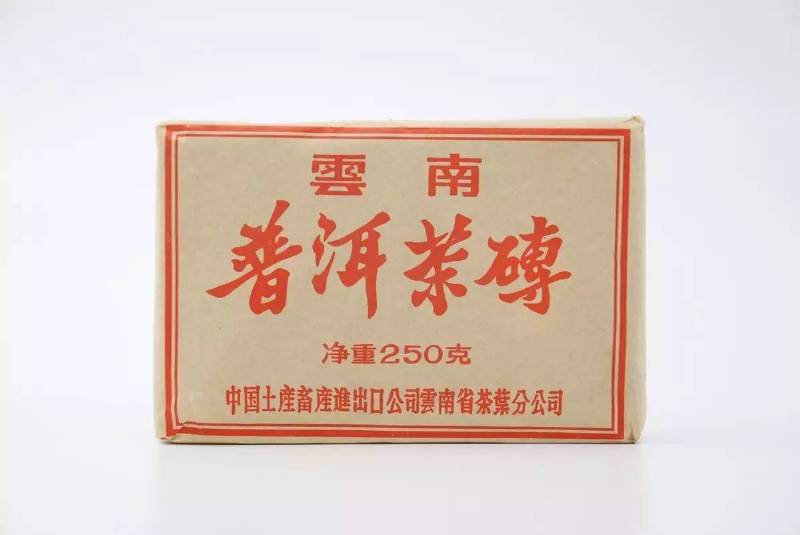 雲南
普洱茶磚
净重250克
中国土産畜産進出口公司雲南省茶葉分公司